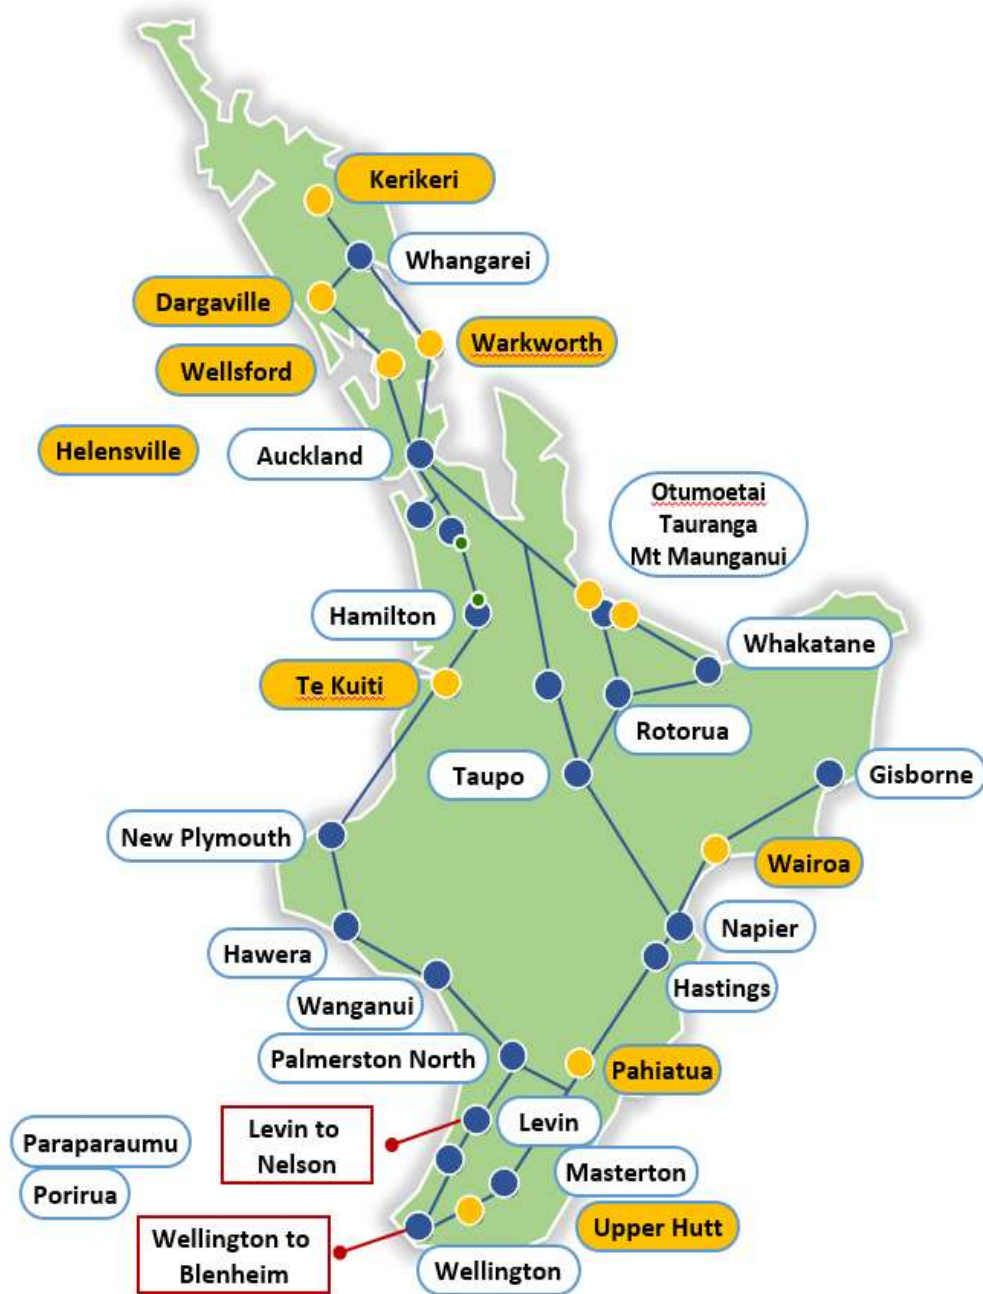 Kerikeri
Whangarei
Dargaville
Warkworth
Wellsford
Helensville
Auckland
Otumoetai
Tauranga
Mt Maunganui
Hamilton
Whakatane
Te Kuiti
Rotorua
Taupo
Gisborne
New Plymouth
Wairoa
Napier
Hawera
Hastings
Wanganui
Palmerston North
Pahiatua
Levin
Levin to
Nelson
Paraparaumu
Masterton
Porirua
Upper Hutt
Wellington to
Blenheim
Wellington